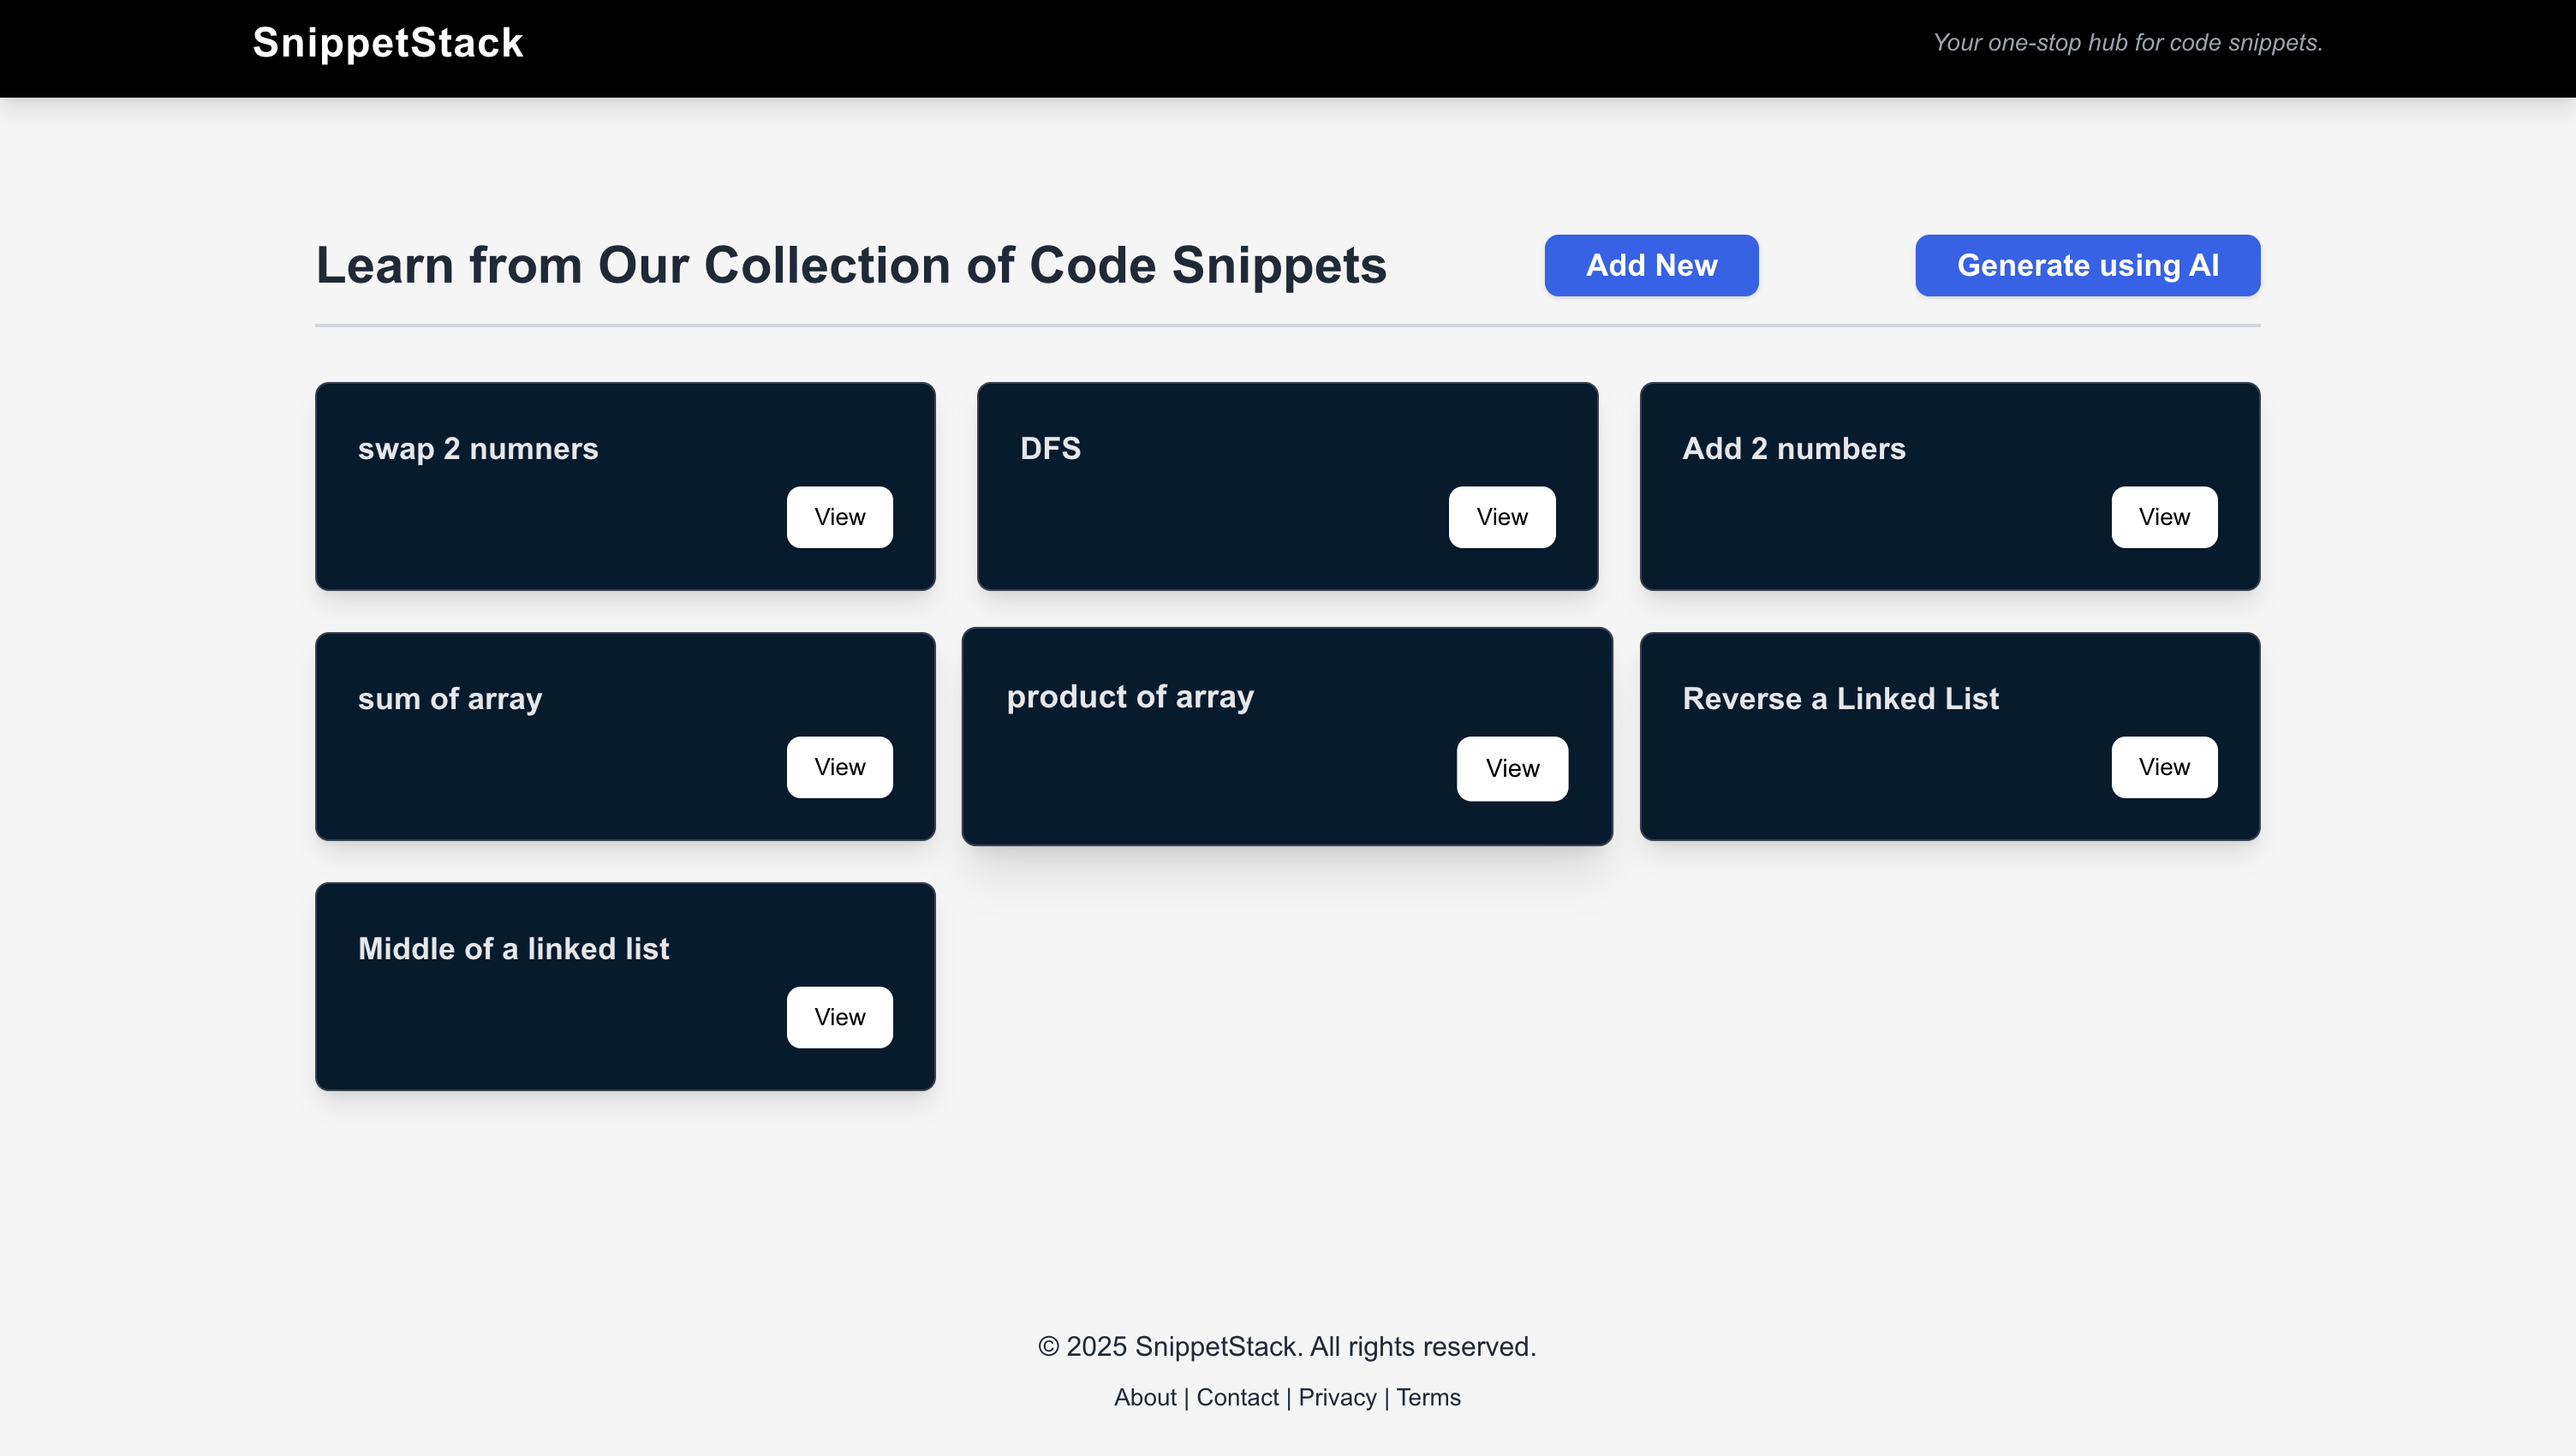 SnippetStack
Your one-stop hub for code snippets.
Learn from Our Collection of Code Snippets
Add New
Generate using AI
swap 2 numners
View
DFS
View
Add 2 numbers
View
sum of array
View
product of array
View
Reverse a Linked List
View
Middle of a linked list
View
© 2025 SnippetStack. All rights reserved.
About | Contact | Privacy | Terms